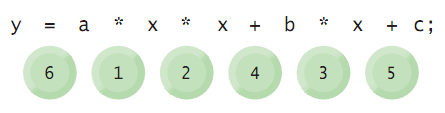 y = a * x * x + b * x + c;
6 1 2 4 3 5